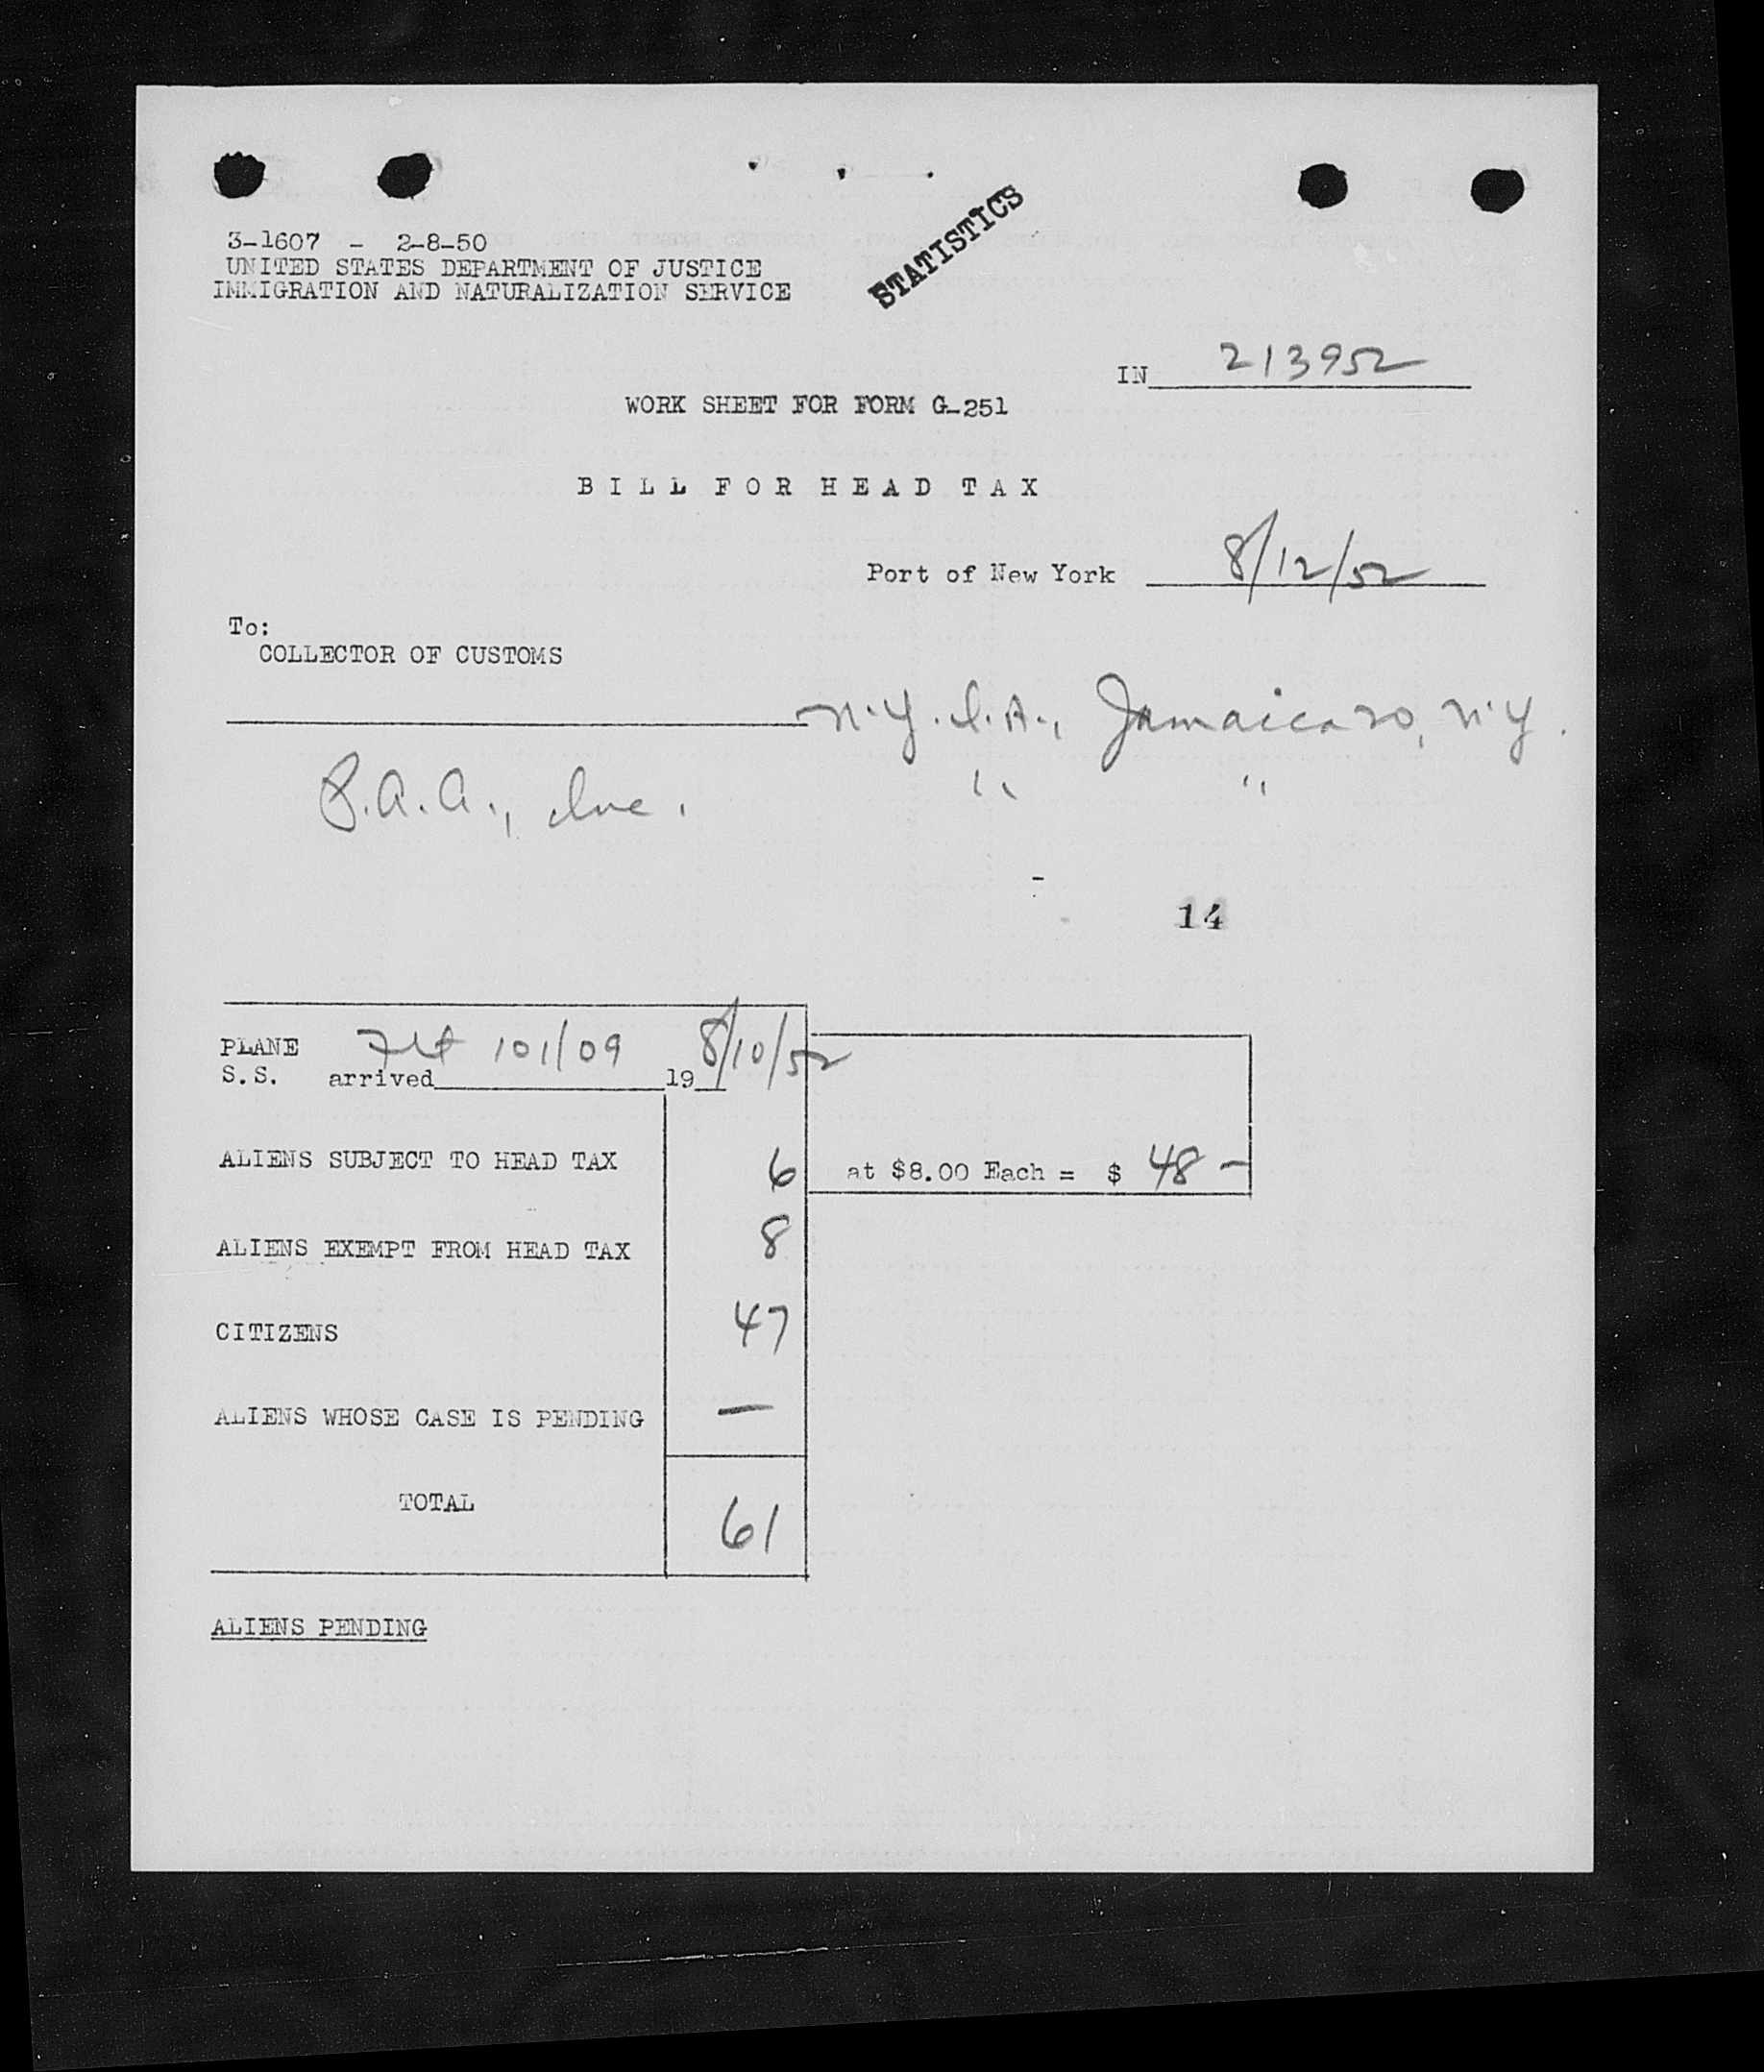 STATISTICS
3-1607 - 2-8-50
UNITED STATES DEPARTMENT OF JUSTICE
IMMIGRATION AND NATURALIZATION SERVICE
IN 213952
WORK SHEET FOR FORM G-251
BILL FOR HEAD TAX
Port of New York 8/12/52
To:
COLLECTOR OF CUSTOMS
N.Y.I.A., Jamaica 20, N.Y.
P.A.A., Inc. " "
14
PLANE Flt 101/09 8/10/52
S.S. arrived 19
ALIENS SUBJECT TO HEAD TAX 6 at $8.00 Each = $ 48 -
ALIENS EXEMPT FROM HEAD TAX 8
CITIZENS 47
ALIENS WHOSE CASE IS PENDING —
TOTAL 61
ALIENS PENDING